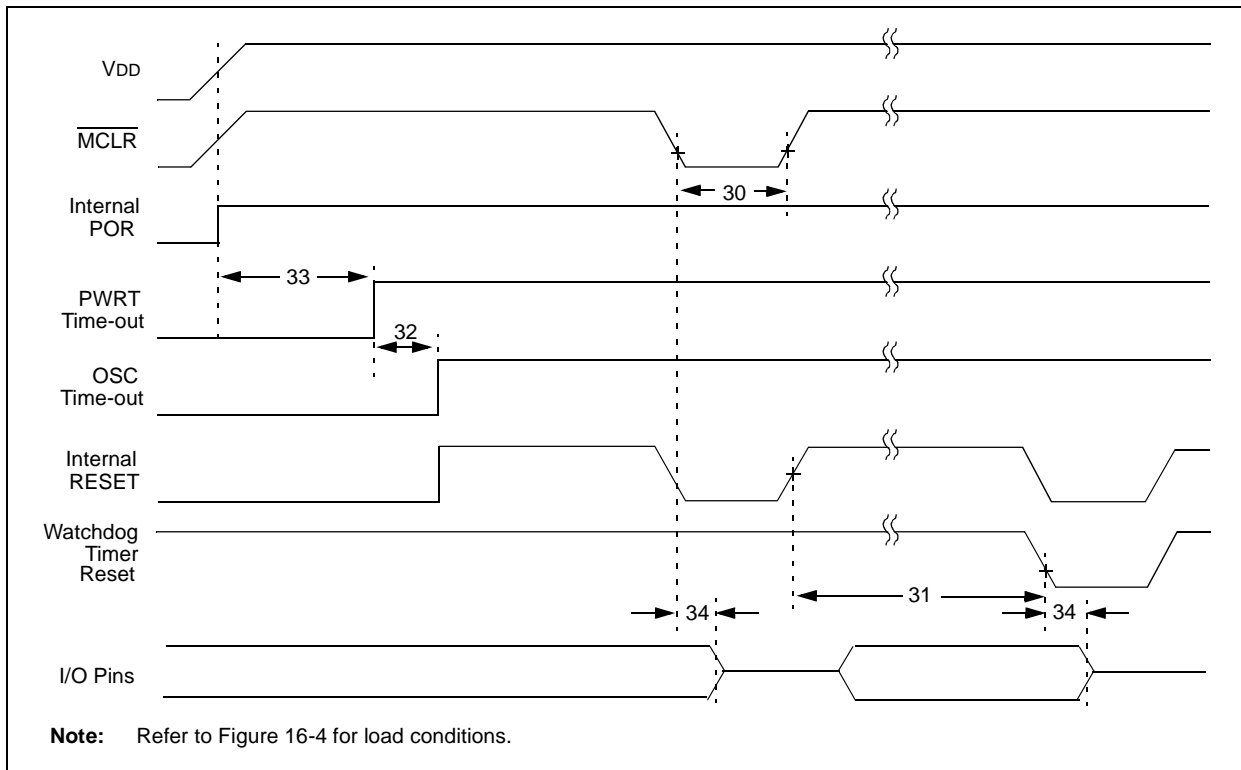 VDD
MCLR
30
Internal
POR
33
PWRT
Time-out
32
OSC
Time-out
Internal
RESET
Watchdog
Timer
Reset
31
34
34
I/O Pins
Note: Refer to Figure 16-4 for load conditions.